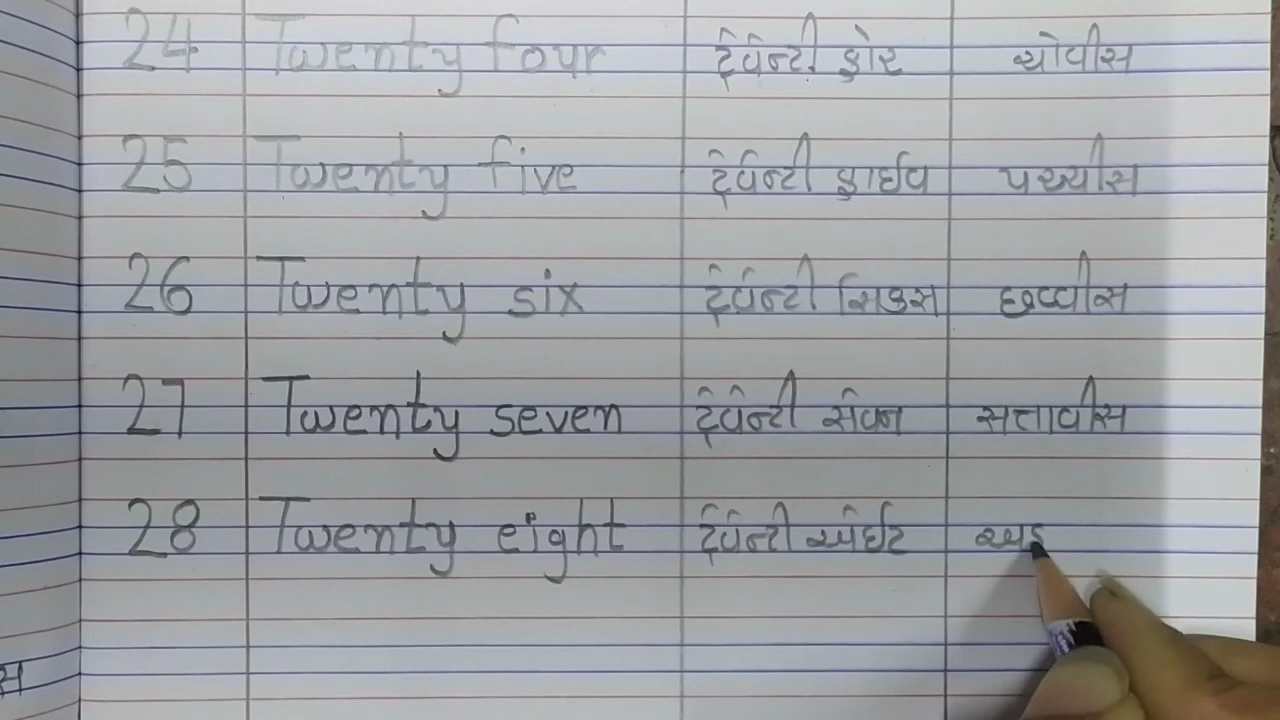 24 Twenty four ટેવેન્ટી ફોર ચોવીસ
25 Twenty five ટેવેન્ટી ફાઈવ પચ્ચીસ
26 Twenty six ટેવેન્ટી સિક્સ છવ્વીસ
27 Twenty seven ટેવેન્ટી સેવન સત્તાવીસ
28 Twenty eight ટેવેન્ટી એઈટ
સ